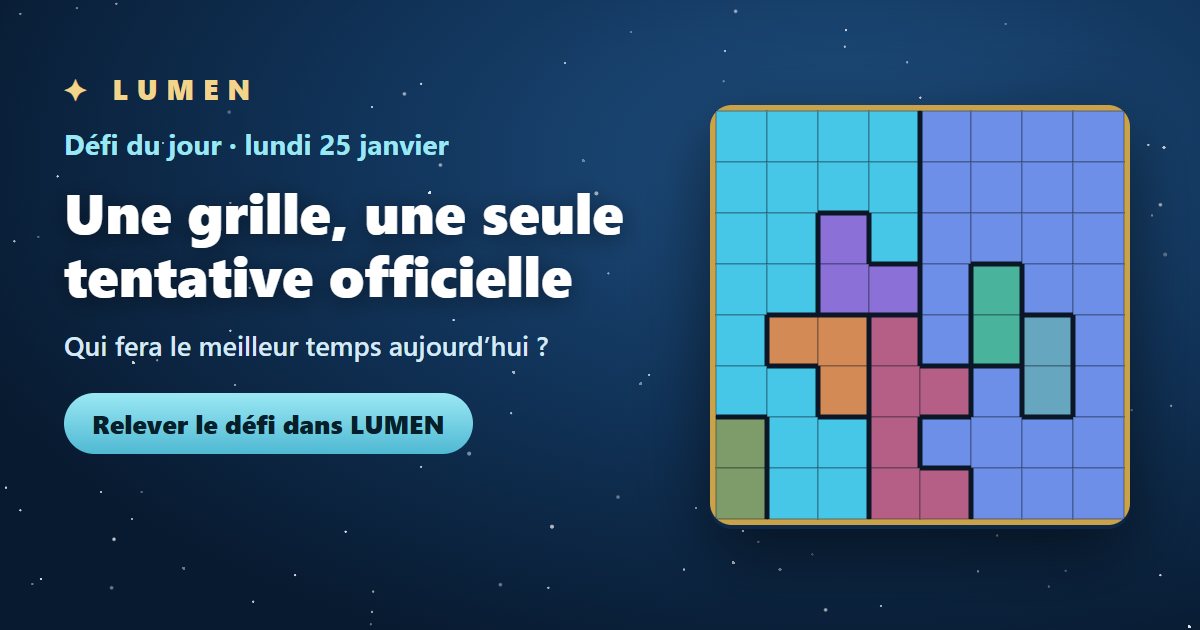 LUMEN
Défi du jour · lundi 25 janvier
Une grille, une seule
tentative officielle
Qui fera le meilleur temps aujourd’hui ?
Relever le défi dans LUMEN